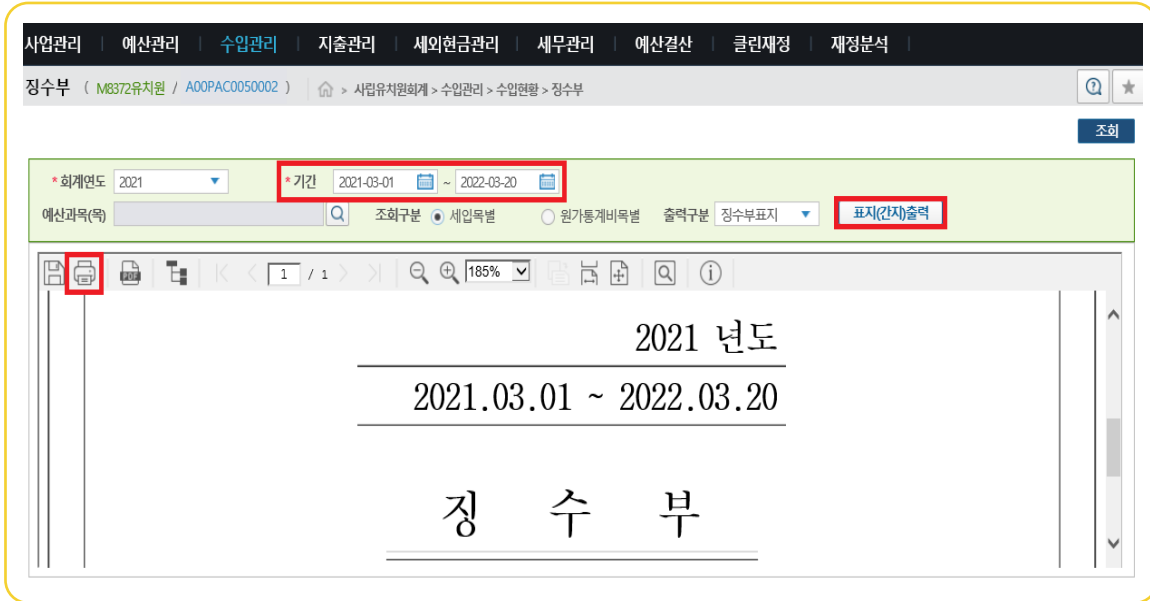 사업관리 예산관리 수입관리 지출관리 세외현금관리 세무관리 예산결산 클린재정 재정분석
징수부 ( M8372유치원 / A00PAC0050002 ) > 사립유치원회계 > 수입관리 > 수입현황 > 징수부
조회
* 회계연도 2021 * 기간 2021-03-01 ~ 2022-03-20
예산과목(목) 조회구분 세입목별 원가통계비목별 출력구분 징수부표지 표지(간지)출력
PDF 1 / 1 185%
2021 년도
2021.03.01 ~ 2022.03.20
징 수 부